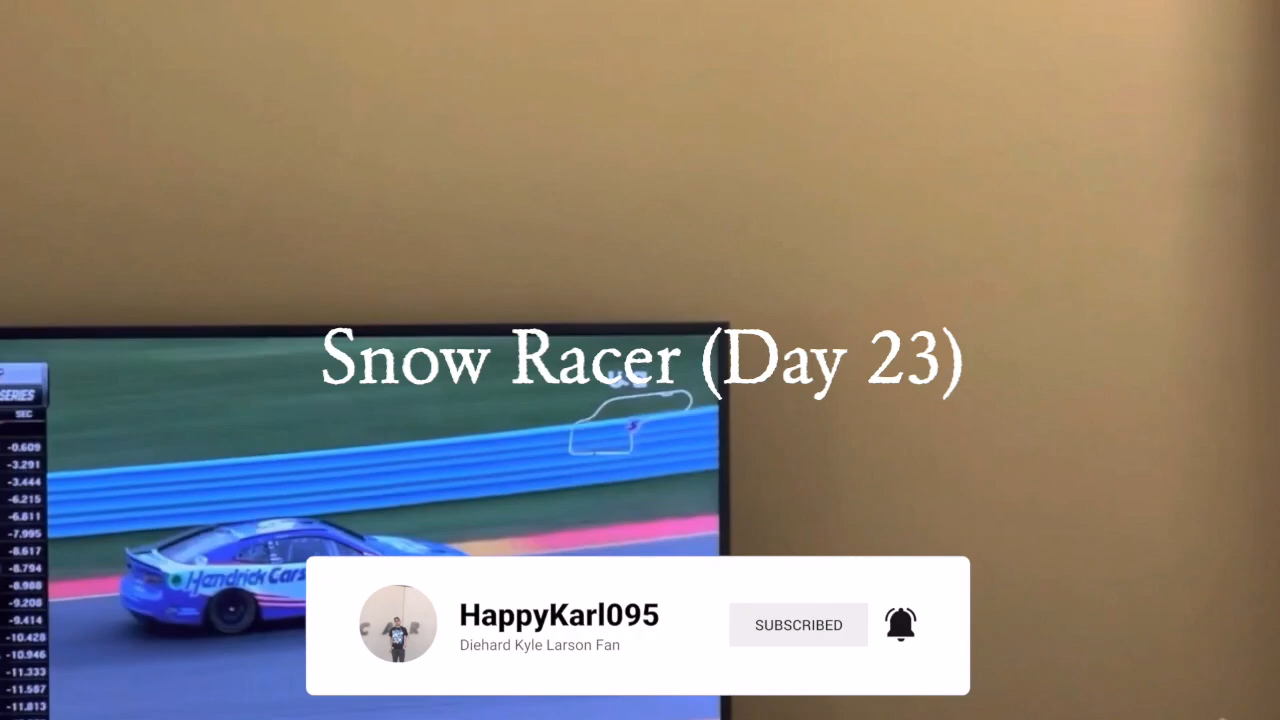 Snow Racer (Day 23)
SERIES
SEC
-0.609
-3.291
-3.444
-6.215
-6.811
-7.995
-8.617
-8.794
-8.988
-9.208
-9.414
-10.428
-10.946
-11.333
-11.587
-11.813
Hendrick Cars
HappyKarl095
Diehard Kyle Larson Fan
SUBSCRIBED